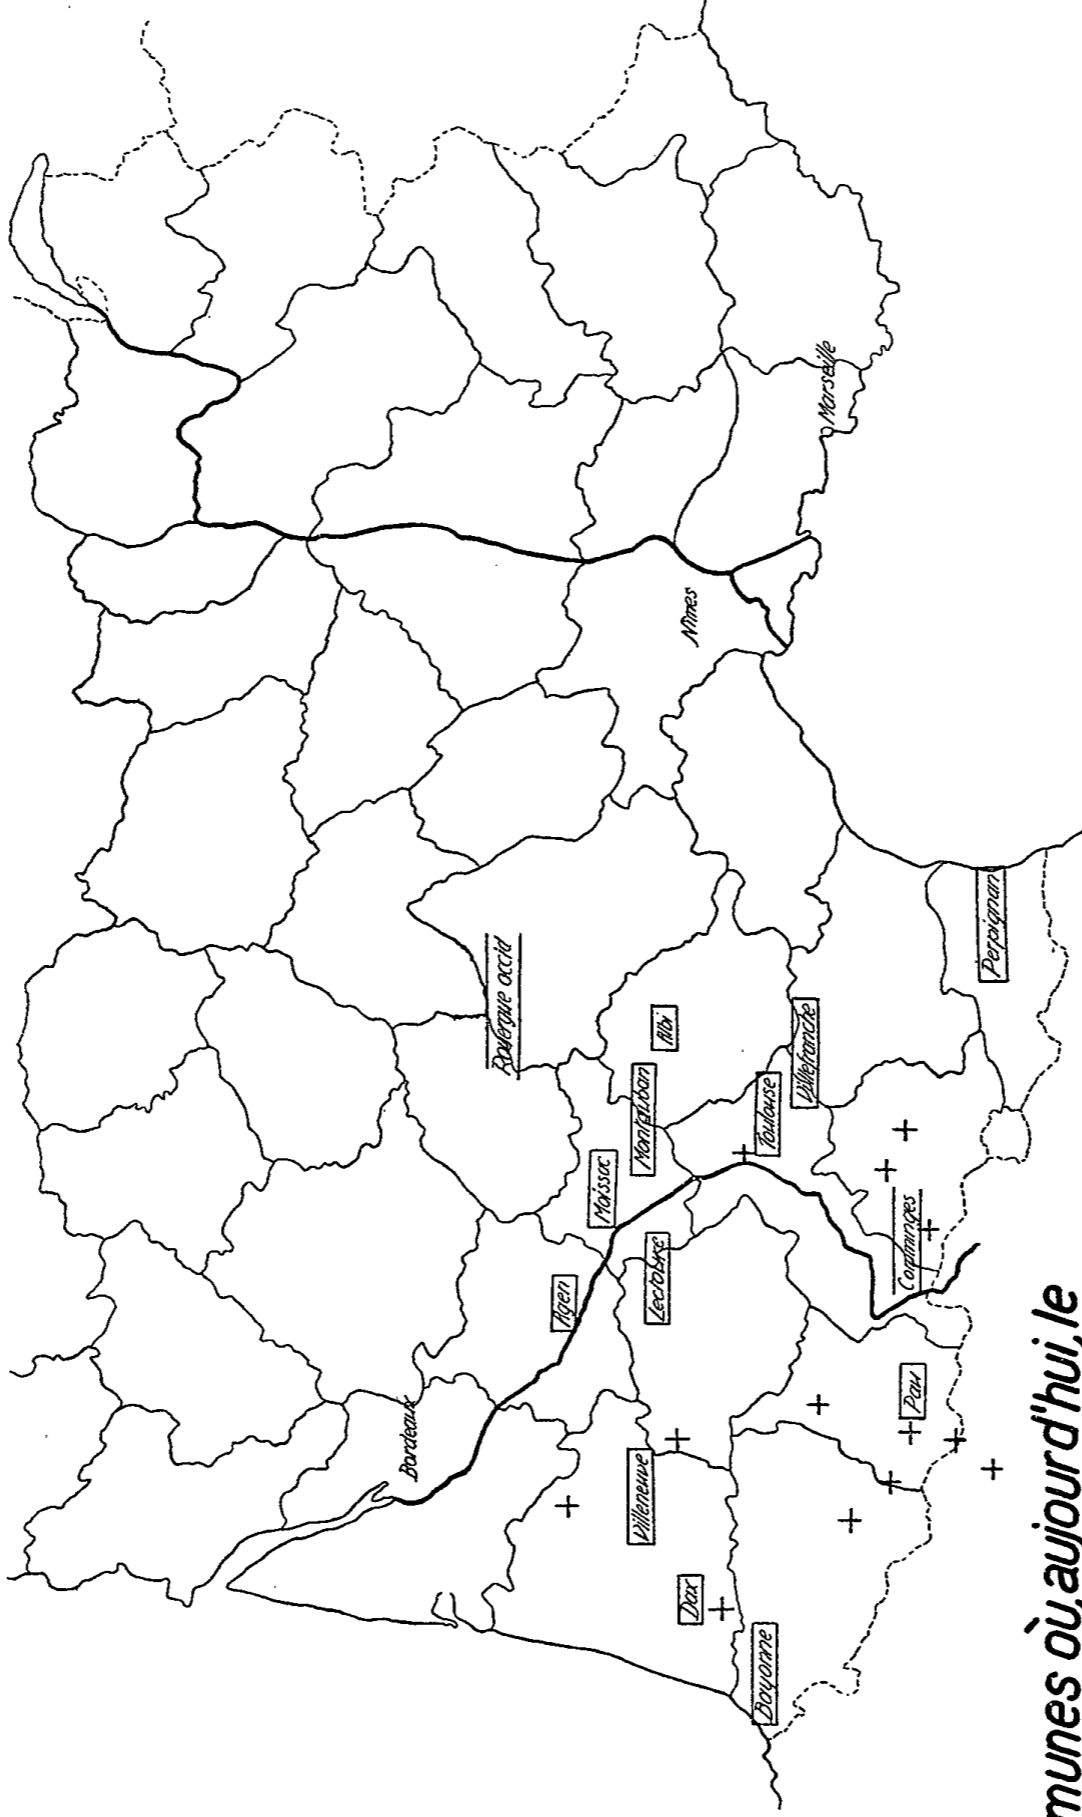 Marseille
Nîmes
Bordeaux
Rouergue occid
Agen
Moissac
Montauban
Albi
Lectoure
Villeneuve
Toulouse
Villefranche
Dax
Bayonne
Pau
Comminges
Perpignan
munes où, aujourd'hui, le